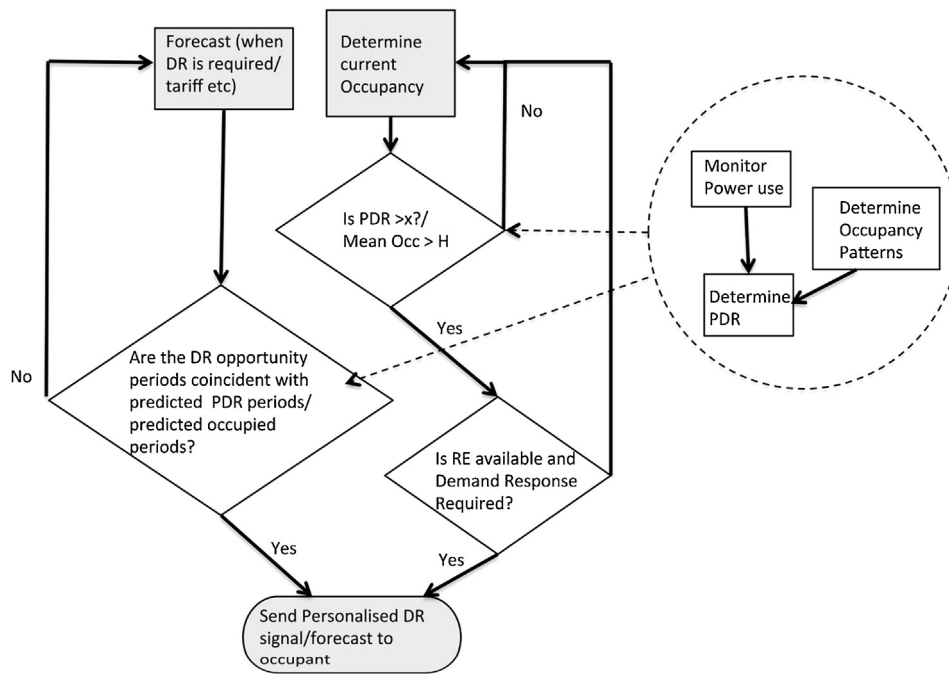 Forecast (when
DR is required/
tariff etc)
Determine
current
Occupancy
No
Monitor
Power use
Determine
Occupancy
Patterns
Is PDR >x?/
Mean Occ > H
Determine
PDR
Yes
No
Are the DR opportunity
periods coincident with
predicted PDR periods/
predicted occupied
periods?
Is RE available and
Demand Response
Required?
Yes
Yes
Send Personalised DR
signal/forecast to
occupant